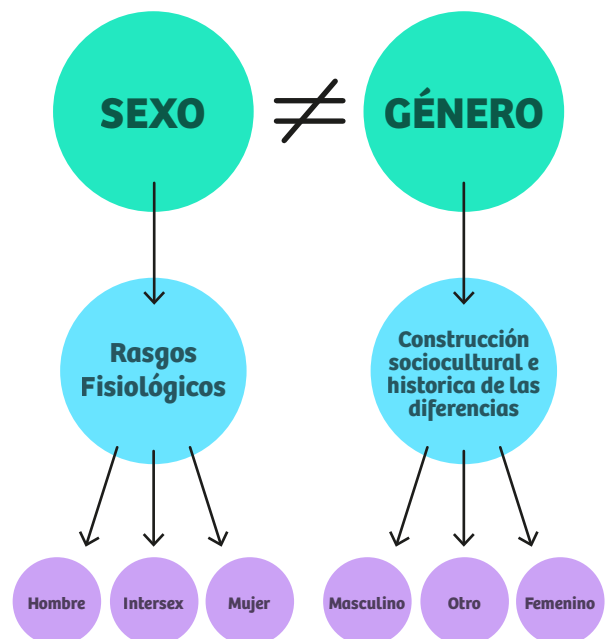 SEXO ≠ GÉNERO
Rasgos
Fisiológicos
Construcción
sociocultural e
historica de las
diferencias
Hombre
Intersex
Mujer
Masculino
Otro
Femenino